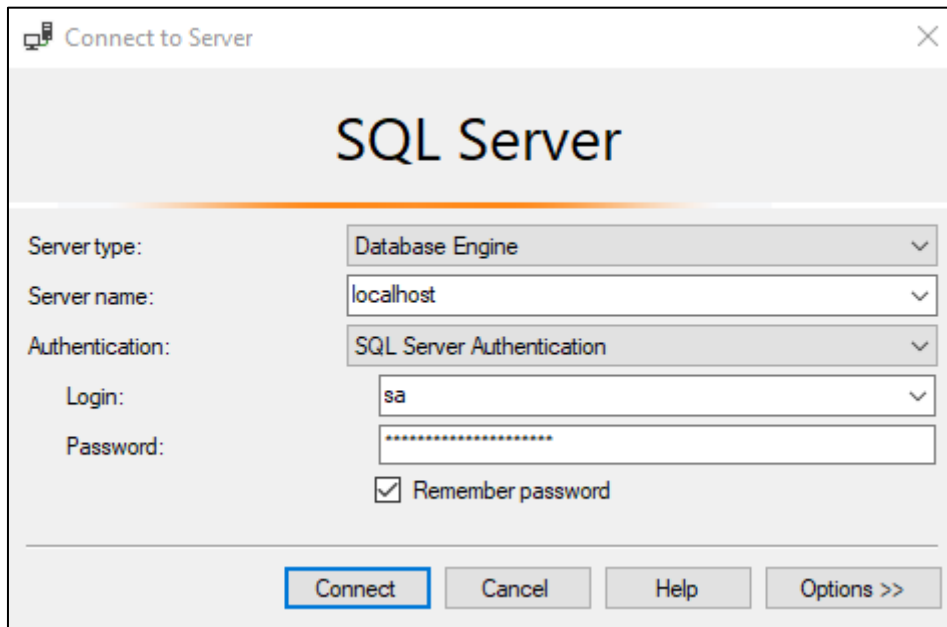 Connect to Server
SQL Server
Server type: Database Engine
Server name: localhost
Authentication: SQL Server Authentication
Login: sa
Password: *********************
Remember password
Connect Cancel Help Options >>